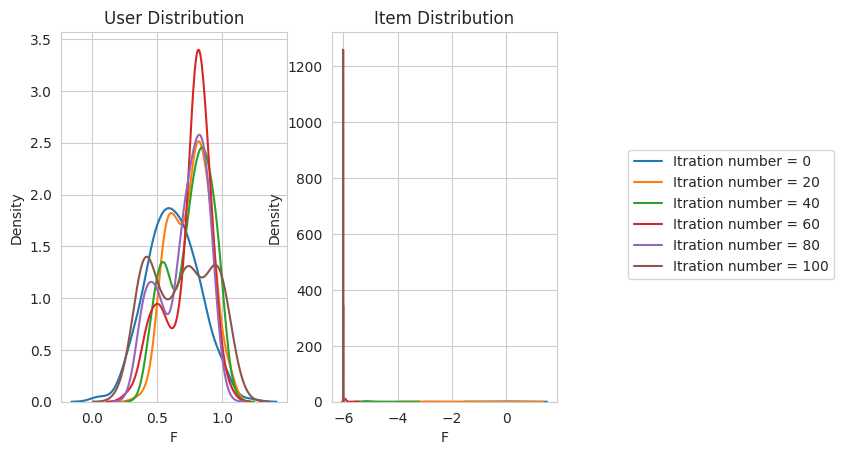 User Distribution
3.5
3.0
2.5
2.0
1.5
1.0
0.5
0.0
Density
0.0
0.5
1.0
F
Item Distribution
1200
1000
800
600
400
200
0
Density
−6
−4
−2
0
F
Itration number = 0
Itration number = 20
Itration number = 40
Itration number = 60
Itration number = 80
Itration number = 100